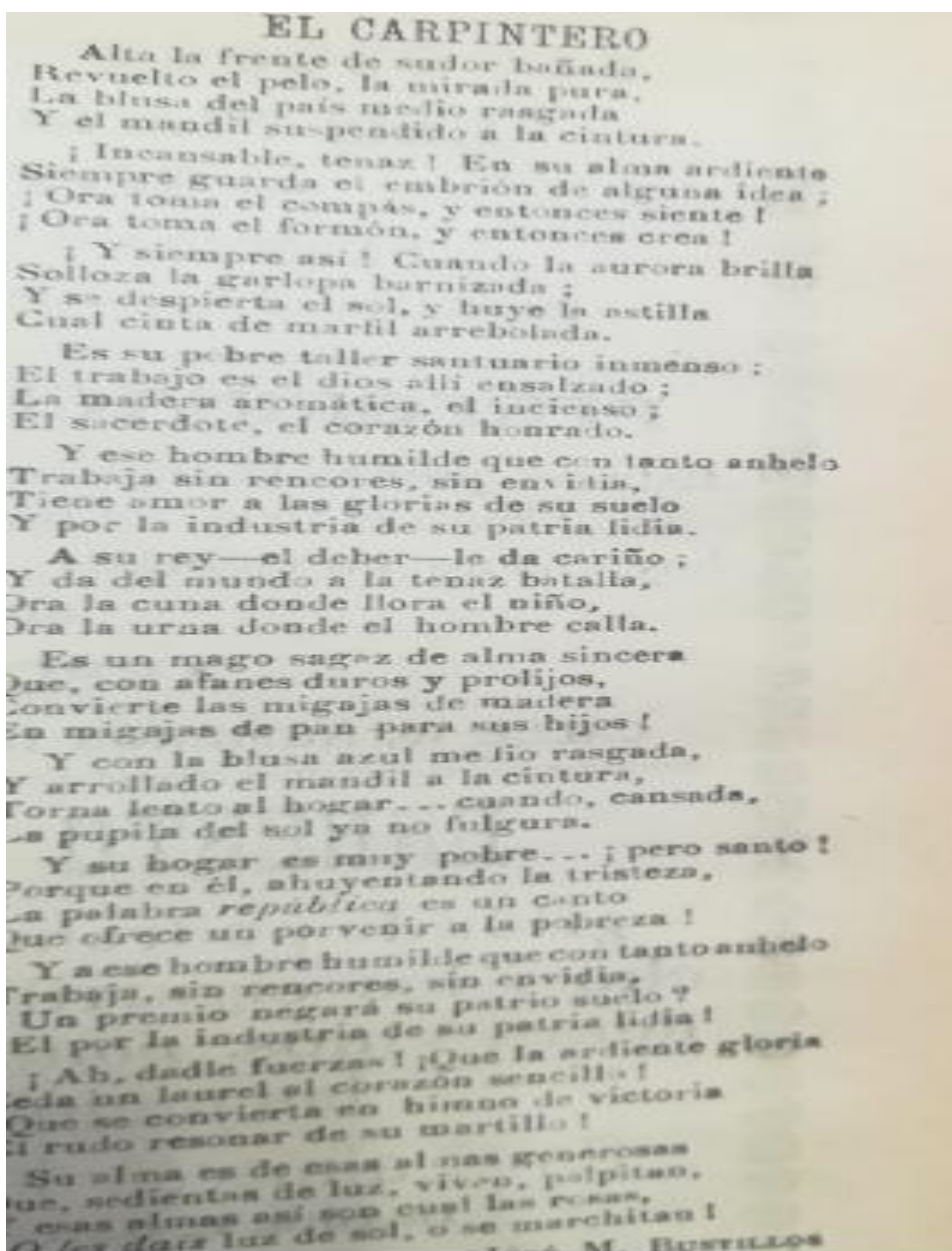 EL CARPINTERO
Alta la frente de sudor bañada,
Revuelto el pelo, la mirada pura,
La blusa del país medio rasgada
Y el mandil suspendido a la cintura.
¡Incansable, tenaz! En su alma ardiente
Siempre guarda el embrión de alguna idea;
¡Ora toma el compás, y entonces siente!
¡Ora toma el formón, y entonces crea!
¡Y siempre así! Cuando la aurora brilla
Solloza la garlopa barnizada;
Y se despierta el sol, y huye la astilla
Cual cinta de marfil arrebolada.
Es su pobre taller santuario inmenso;
El trabajo es el dios allí ensalzado;
La madera aromática, el incienso;
El sacerdote, el corazón honrado.
Y ese hombre humilde que con tanto anhelo
Trabaja sin rencores, sin envidia,
Tiene amor a las glorias de su suelo
Y por la industria de su patria lidia.
A su rey—el deber—le da cariño;
Y da del mundo a la tenaz batalla,
Ora la cuna donde llora el niño,
Ora la urna donde el hombre calla.
Es un mago sagaz de alma sincera
Que, con afanes duros y prolijos,
Convierte las migajas de madera
En migajas de pan para sus hijos!
Y con la blusa azul medio rasgada,
Y arrollado el mandil a la cintura,
Torna lento al hogar... cuando, cansada,
La pupila del sol ya no fulgura.
Y su hogar es muy pobre... ¡pero santo!
Porque en él, ahuyentando la tristeza,
La palabra república es un canto
Que ofrece un porvenir a la pobreza!
Y a ese hombre humilde que con tanto anhelo
Trabaja, sin rencores, sin envidia,
Un premio negará su patrio suelo?
El por la industria de su patria lidia!
¡Ah, dadle fuerzas! ¡Que la ardiente gloria
un laurel al corazón sencillo!
Que se convierta en himno de victoria
El rudo resonar de su martillo!
Su alma es de esas almas generosas
Que, sedientas de luz, viven, palpitan,
Y esas almas así son cual las rosas,
O les dais luz de sol, o se marchitan!
José M. BUSTILLOS